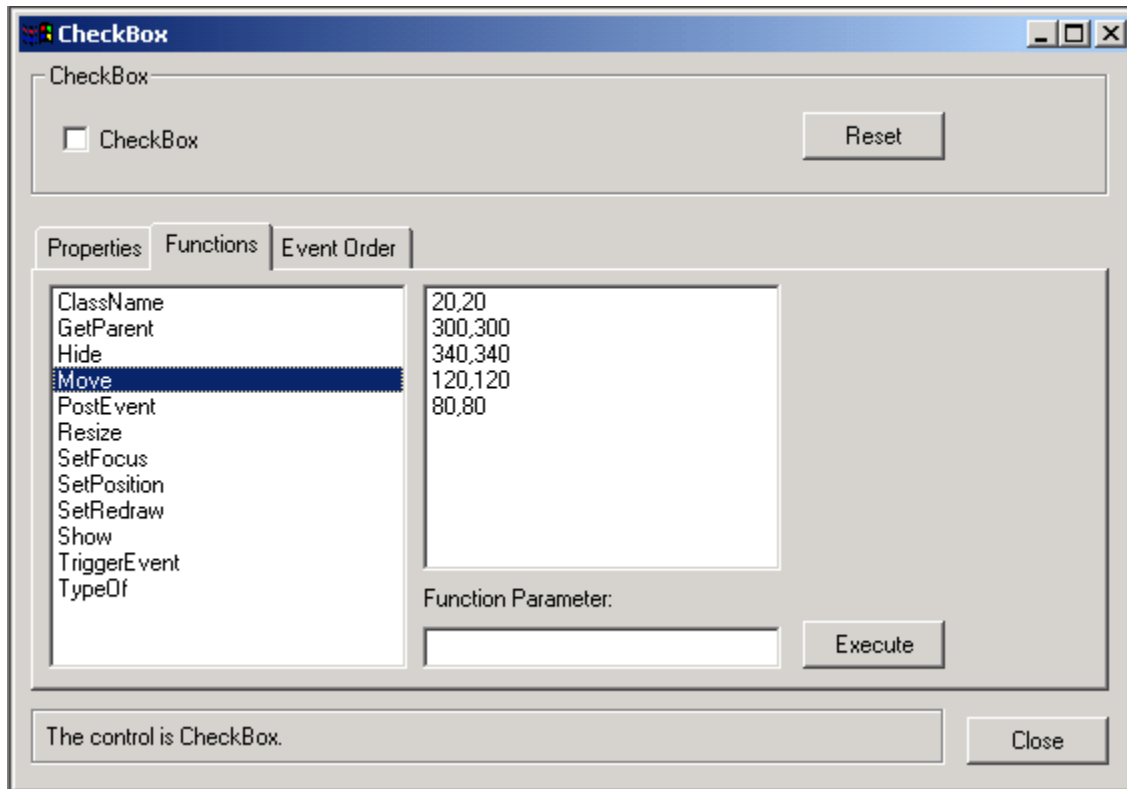 CheckBox
CheckBox
CheckBox
Reset
Properties
Functions
Event Order
ClassName
GetParent
Hide
Move
PostEvent
Resize
SetFocus
SetPosition
SetRedraw
Show
TriggerEvent
TypeOf
20,20
300,300
340,340
120,120
80,80
Function Parameter:
Execute
The control is CheckBox.
Close